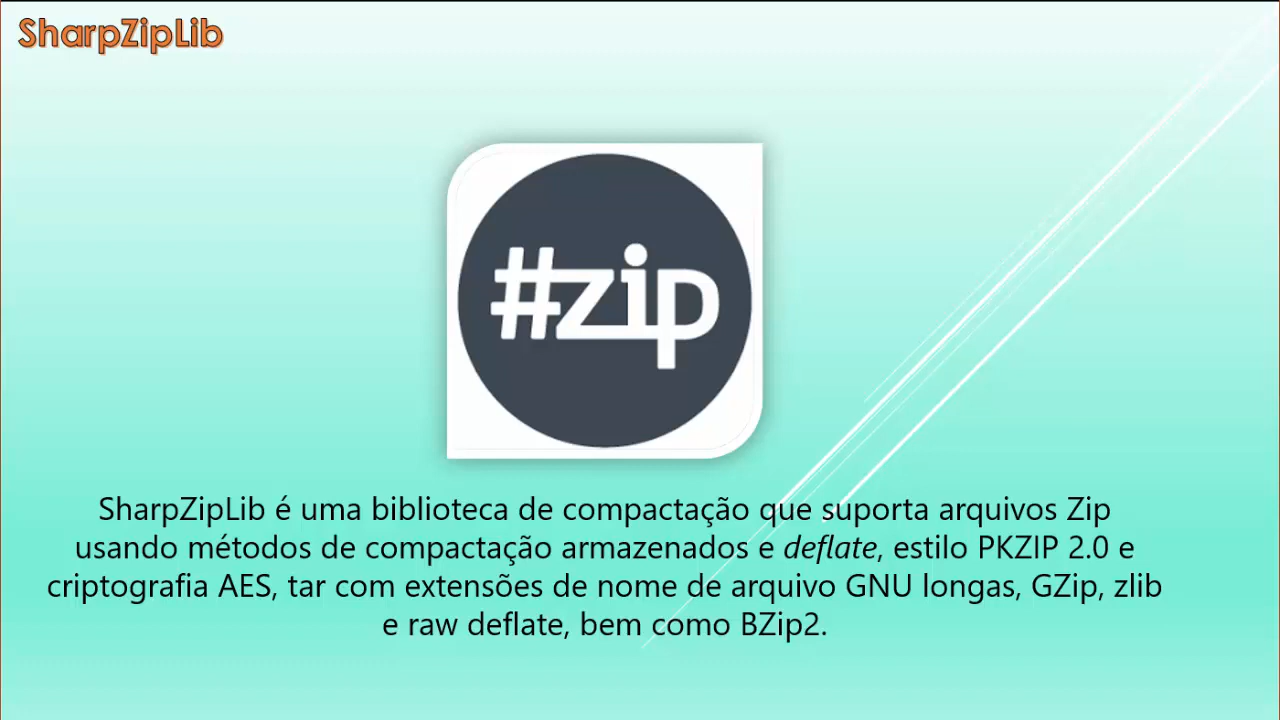 SharpZipLib
#zip
SharpZipLib é uma biblioteca de compactação que suporta arquivos Zip
usando métodos de compactação armazenados e deflate, estilo PKZIP 2.0 e
criptografia AES, tar com extensões de nome de arquivo GNU longas, GZip, zlib
e raw deflate, bem como BZip2.